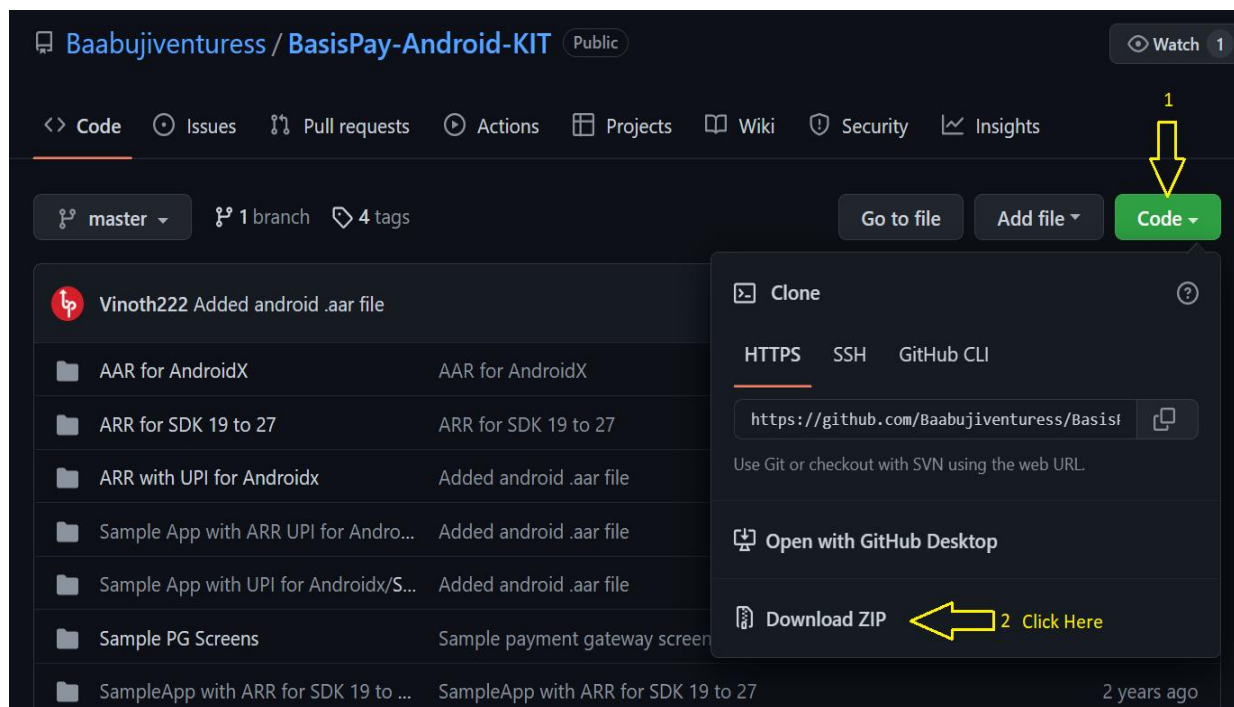 Baabujiventuress / BasisPay-Android-KIT Public
Watch 1
1
Code Issues Pull requests Actions Projects Wiki Security Insights
master 1 branch 4 tags Go to file Add file Code
Vinoth222 Added android .aar file
AAR for AndroidX AAR for AndroidX
ARR for SDK 19 to 27 ARR for SDK 19 to 27
ARR with UPI for Androidx Added android .aar file
Sample App with ARR UPI for Andro... Added android .aar file
Sample App with UPI for Androidx/S... Added android .aar file
Sample PG Screens Sample payment gateway screen
SampleApp with ARR for SDK 19 to ... SampleApp with ARR for SDK 19 to 27 2 years ago
Clone
HTTPS SSH GitHub CLI
https://github.com/Baabujiventuress/Basis
Use Git or checkout with SVN using the web URL.
Open with GitHub Desktop
Download ZIP 2 Click Here